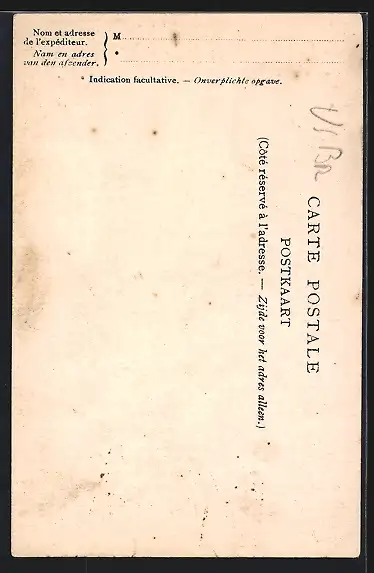 Nom et adresse
de l'expéditeur.
Nam en adres
van den afzender.
M
* Indication facultative. — Onverplichte opgave.
CARTE POSTALE
POSTKAART
(Côté réservé à l'adresse. — Zijde voor het adres alleen.)